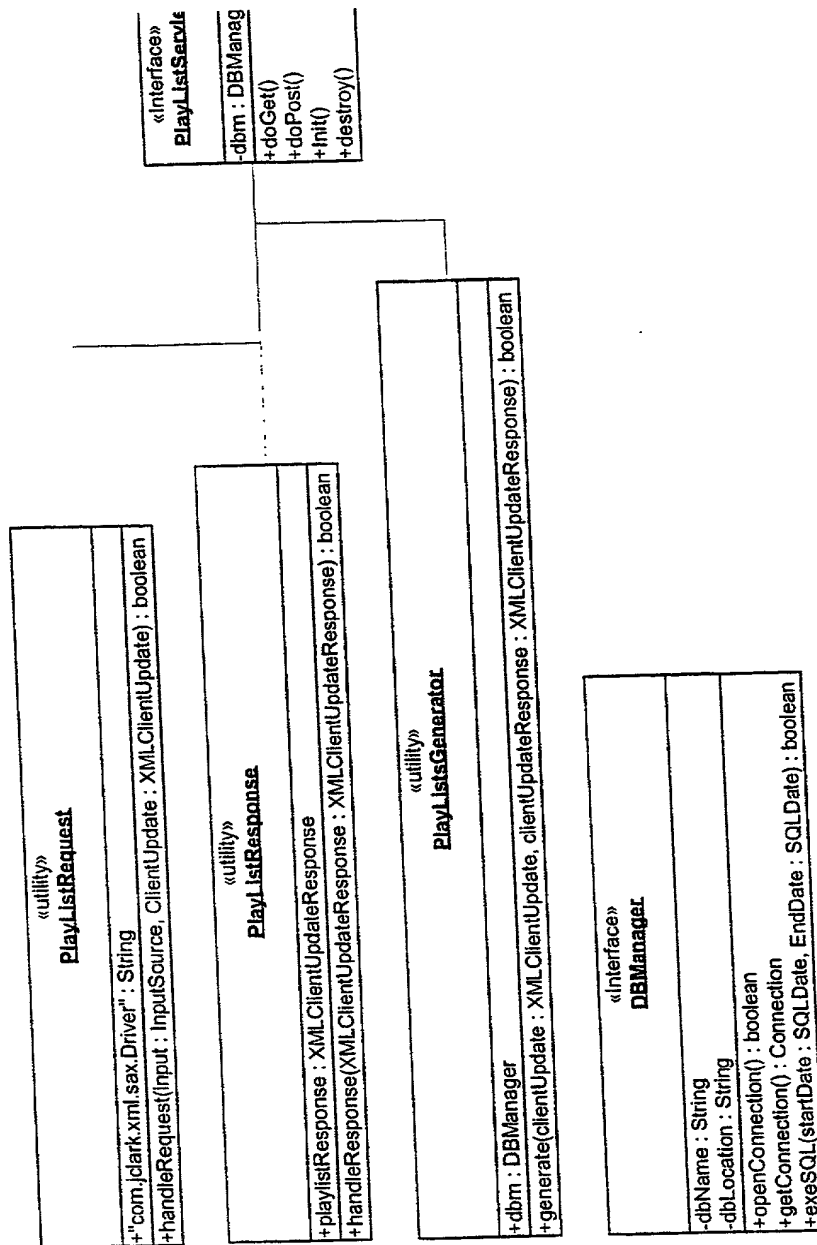 «utility»
PlayListRequest
+"com.jclark.xml.sax.Driver" : String
+handleRequest(Input : InputSource, ClientUpdate : XMLClientUpdate) : boolean
«utility»
PlayListResponse
+playlistResponse : XMLClientUpdateResponse
+handleResponse(XMLClientUpdateResponse : XMLClientUpdateResponse) : boolean
«utility»
PlayListsGenerator
+dbm : DBManager
+generate(clientUpdate : XMLClientUpdate, clientUpdateResponse : XMLClientUpdateResponse) : boolean
«Interface»
DBManager
-dbName : String
-dbLocation : String
+openConnection() : boolean
+getConnection() : Connection
+exeSQL(startDate : SQLDate, EndDate : SQLDate) : boolean
«Interface»
PlayListServle
-dbm : DBManag
+doGet()
+doPost()
+Init()
+destroy()